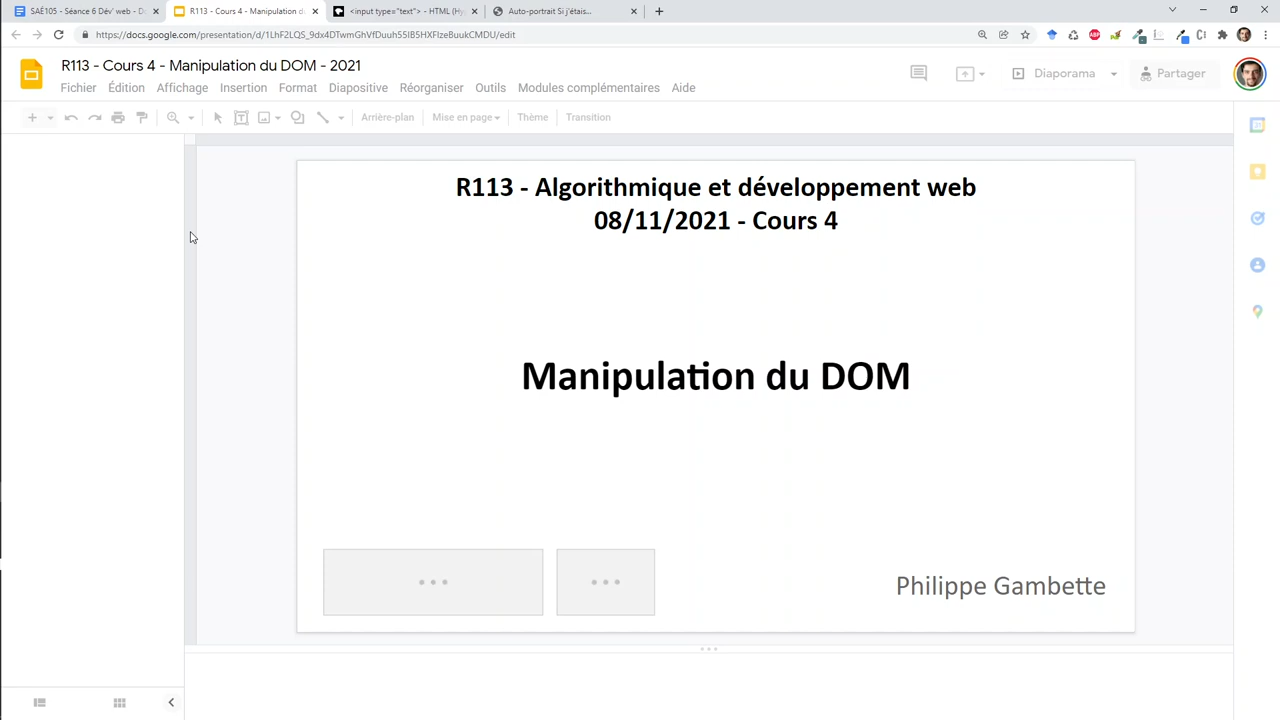 SAÉ105 - Séance 6 Dév' web - Do
R113 - Cours 4 - Manipulation d
<input type="text"> - HTML (Hy
Auto-portrait Si j'étais...
https://docs.google.com/presentation/d/1LhF2LQS_9dx4DTwmGhVfDuuh55IB5HXFIzeBuukCMDU/edit
R113 - Cours 4 - Manipulation du DOM - 2021
Diaporama
Partager
Fichier Édition Affichage Insertion Format Diapositive Réorganiser Outils Modules complémentaires Aide
Arrière-plan Mise en page Thème Transition
R113 - Algorithmique et développement web
08/11/2021 - Cours 4
Manipulation du DOM
Philippe Gambette